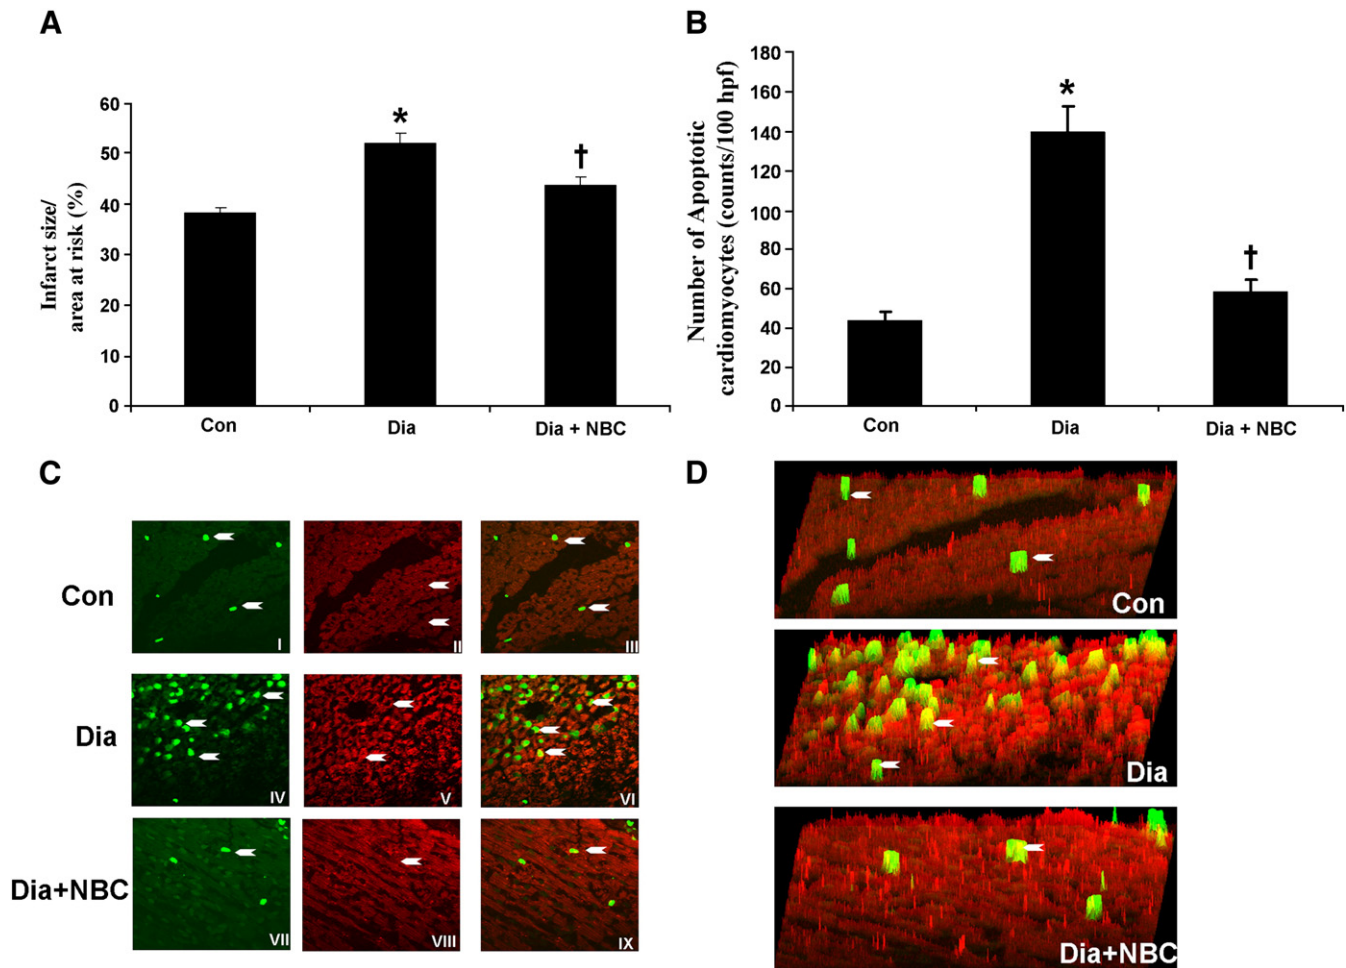 A
60
50
40
30
20
10
0
Infarct size/
area at risk (%)
*
†
Con
Dia
Dia + NBC
B
180
160
140
120
100
80
60
40
20
0
Number of Apoptotic
cardiomyocytes (counts/100 hpf)
*
†
Con
Dia
Dia + NBC
C
Con
I
II
III
Dia
IV
V
VI
Dia+NBC
VII
VIII
IX
D
Con
Dia
Dia+NBC